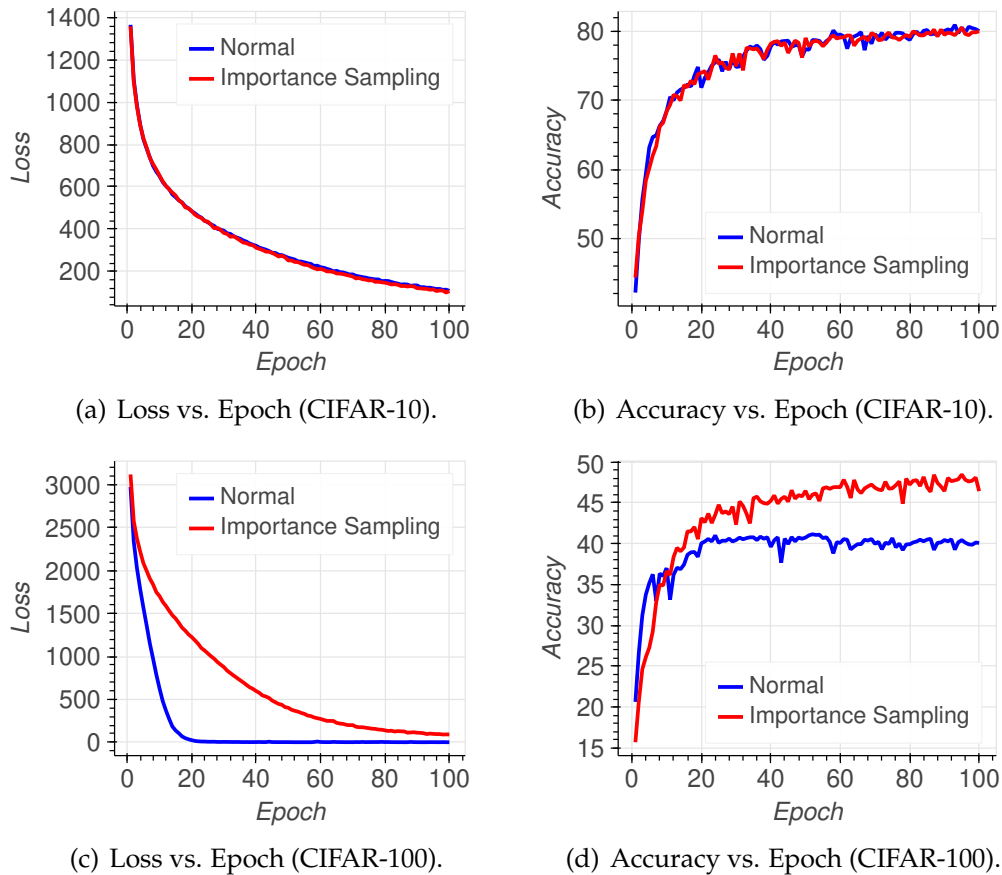 1400
1200
1000
800
600
400
200
Loss
Normal
Importance Sampling
0 20 40 60 80 100
Epoch
(a) Loss vs. Epoch (CIFAR-10).
80
70
60
50
Accuracy
Normal
Importance Sampling
0 20 40 60 80 100
Epoch
(b) Accuracy vs. Epoch (CIFAR-10).
3000
2500
2000
1500
1000
500
0
Loss
Normal
Importance Sampling
0 20 40 60 80 100
Epoch
(c) Loss vs. Epoch (CIFAR-100).
50
45
40
35
30
25
20
15
Accuracy
Normal
Importance Sampling
0 20 40 60 80 100
Epoch
(d) Accuracy vs. Epoch (CIFAR-100).